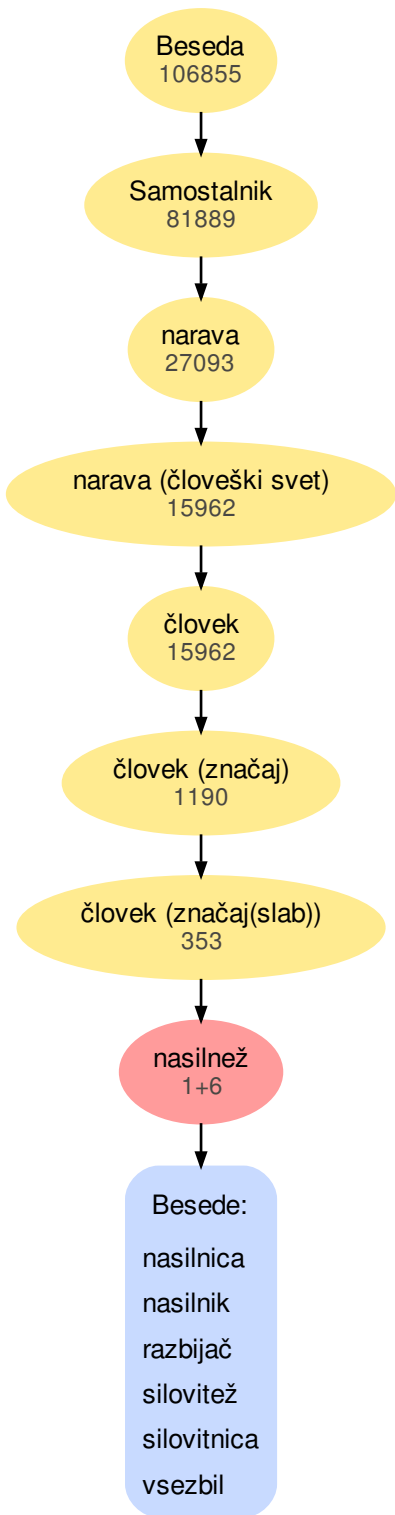 Beseda
106855
Samostalnik
81889
narava
27093
narava (človeški svet)
15962
človek
15962
človek (značaj)
1190
človek (značaj(slab))
353
nasilnež
1+6
Besede:
nasilnica
nasilnik
razbijač
silovitež
silovitnica
vsezbil